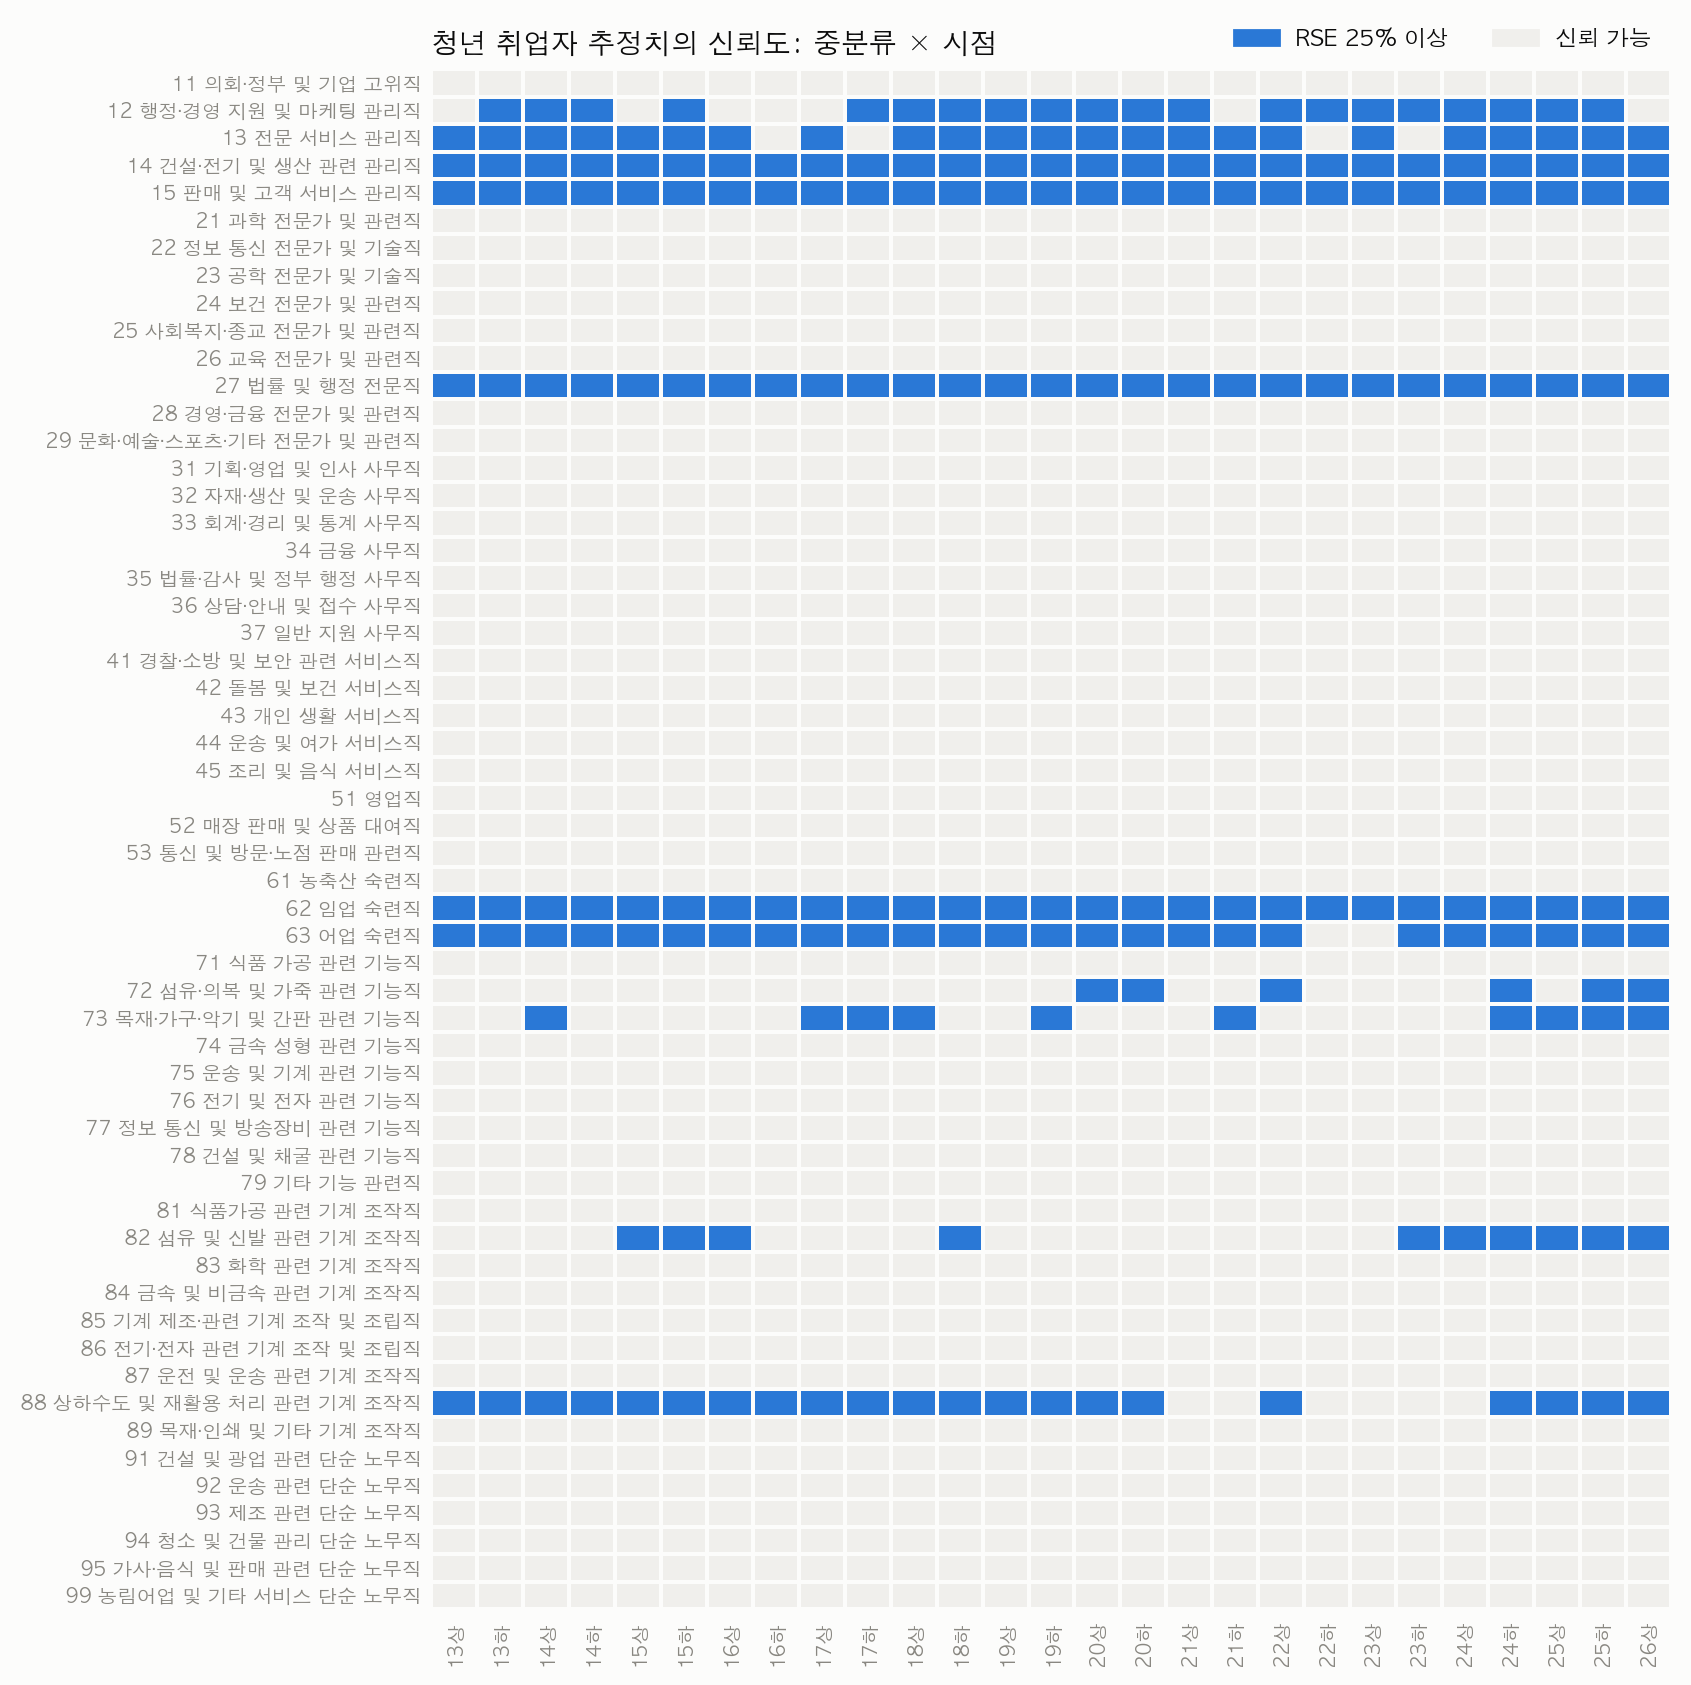 청년 취업자 추정치의 신뢰도: 중분류 × 시점
RSE 25% 이상
신뢰 가능
11 의회·정부 및 기업 고위직
12 행정·경영 지원 및 마케팅 관리직
13 전문 서비스 관리직
14 건설·전기 및 생산 관련 관리직
15 판매 및 고객 서비스 관리직
21 과학 전문가 및 관련직
22 정보 통신 전문가 및 기술직
23 공학 전문가 및 기술직
24 보건 전문가 및 관련직
25 사회복지·종교 전문가 및 관련직
26 교육 전문가 및 관련직
27 법률 및 행정 전문직
28 경영·금융 전문가 및 관련직
29 문화·예술·스포츠·기타 전문가 및 관련직
31 기획·영업 및 인사 사무직
32 자재·생산 및 운송 사무직
33 회계·경리 및 통계 사무직
34 금융 사무직
35 법률·감사 및 정부 행정 사무직
36 상담·안내 및 접수 사무직
37 일반 지원 사무직
41 경찰·소방 및 보안 관련 서비스직
42 돌봄 및 보건 서비스직
43 개인 생활 서비스직
44 운송 및 여가 서비스직
45 조리 및 음식 서비스직
51 영업직
52 매장 판매 및 상품 대여직
53 통신 및 방문·노점 판매 관련직
61 농축산 숙련직
62 임업 숙련직
63 어업 숙련직
71 식품 가공 관련 기능직
72 섬유·의복 및 가죽 관련 기능직
73 목재·가구·악기 및 간판 관련 기능직
74 금속 성형 관련 기능직
75 운송 및 기계 관련 기능직
76 전기 및 전자 관련 기능직
77 정보 통신 및 방송장비 관련 기능직
78 건설 및 채굴 관련 기능직
79 기타 기능 관련직
81 식품가공 관련 기계 조작직
82 섬유 및 신발 관련 기계 조작직
83 화학 관련 기계 조작직
84 금속 및 비금속 관련 기계 조작직
85 기계 제조·관련 기계 조작 및 조립직
86 전기·전자 관련 기계 조작 및 조립직
87 운전 및 운송 관련 기계 조작직
88 상하수도 및 재활용 처리 관련 기계 조작직
89 목재·인쇄 및 기타 기계 조작직
91 건설 및 광업 관련 단순 노무직
92 운송 관련 단순 노무직
93 제조 관련 단순 노무직
94 청소 및 건물 관리 단순 노무직
95 가사·음식 및 판매 관련 단순 노무직
99 농림어업 및 기타 서비스 단순 노무직
13상
13하
14상
14하
15상
15하
16상
16하
17상
17하
18상
18하
19상
19하
20상
20하
21상
21하
22상
22하
23상
23하
24상
24하
25상
25하
26상